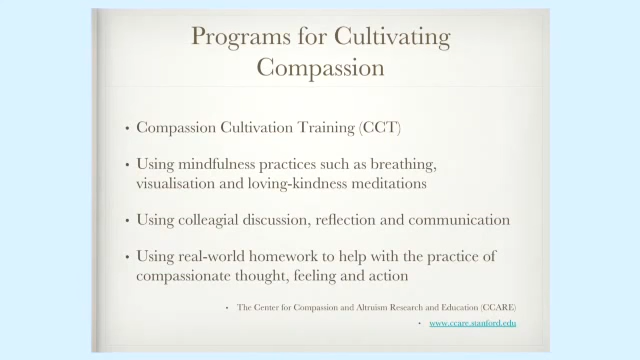 Programs for Cultivating
Compassion
• Compassion Cultivation Training (CCT)
• Using mindfulness practices such as breathing,
visualisation and loving-kindness meditations
• Using colleagial discussion, reflection and communication
• Using real-world homework to help with the practice of
compassionate thought, feeling and action
• The Center for Compassion and Altruism Research and Education (CCARE)
• www.ccare.stanford.edu